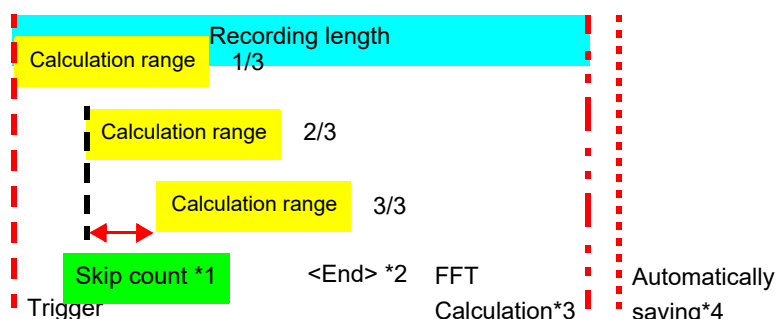 Recording length
Calculation range 1/3
Calculation range 2/3
Calculation range 3/3
Skip count *1 <End> *2 FFT Automatically
Trigger Calculation*3 saving*4